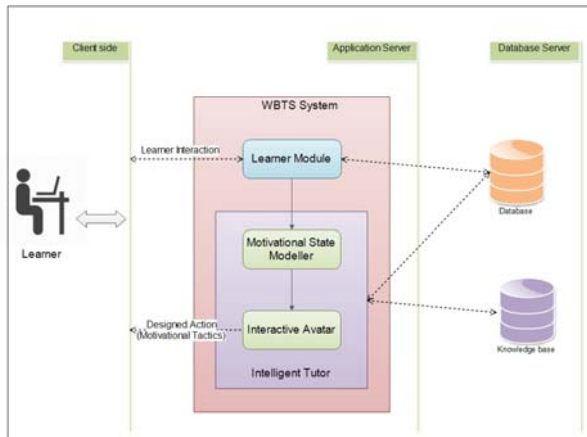 Client side
Application Server
Database Server
WBTS System
Learner Interaction
Learner Module
Learner
Database
Motivational State
Modeller
Designed Action
(Motivational Tactics)
Interactive Avatar
Intelligent Tutor
Knowledge base